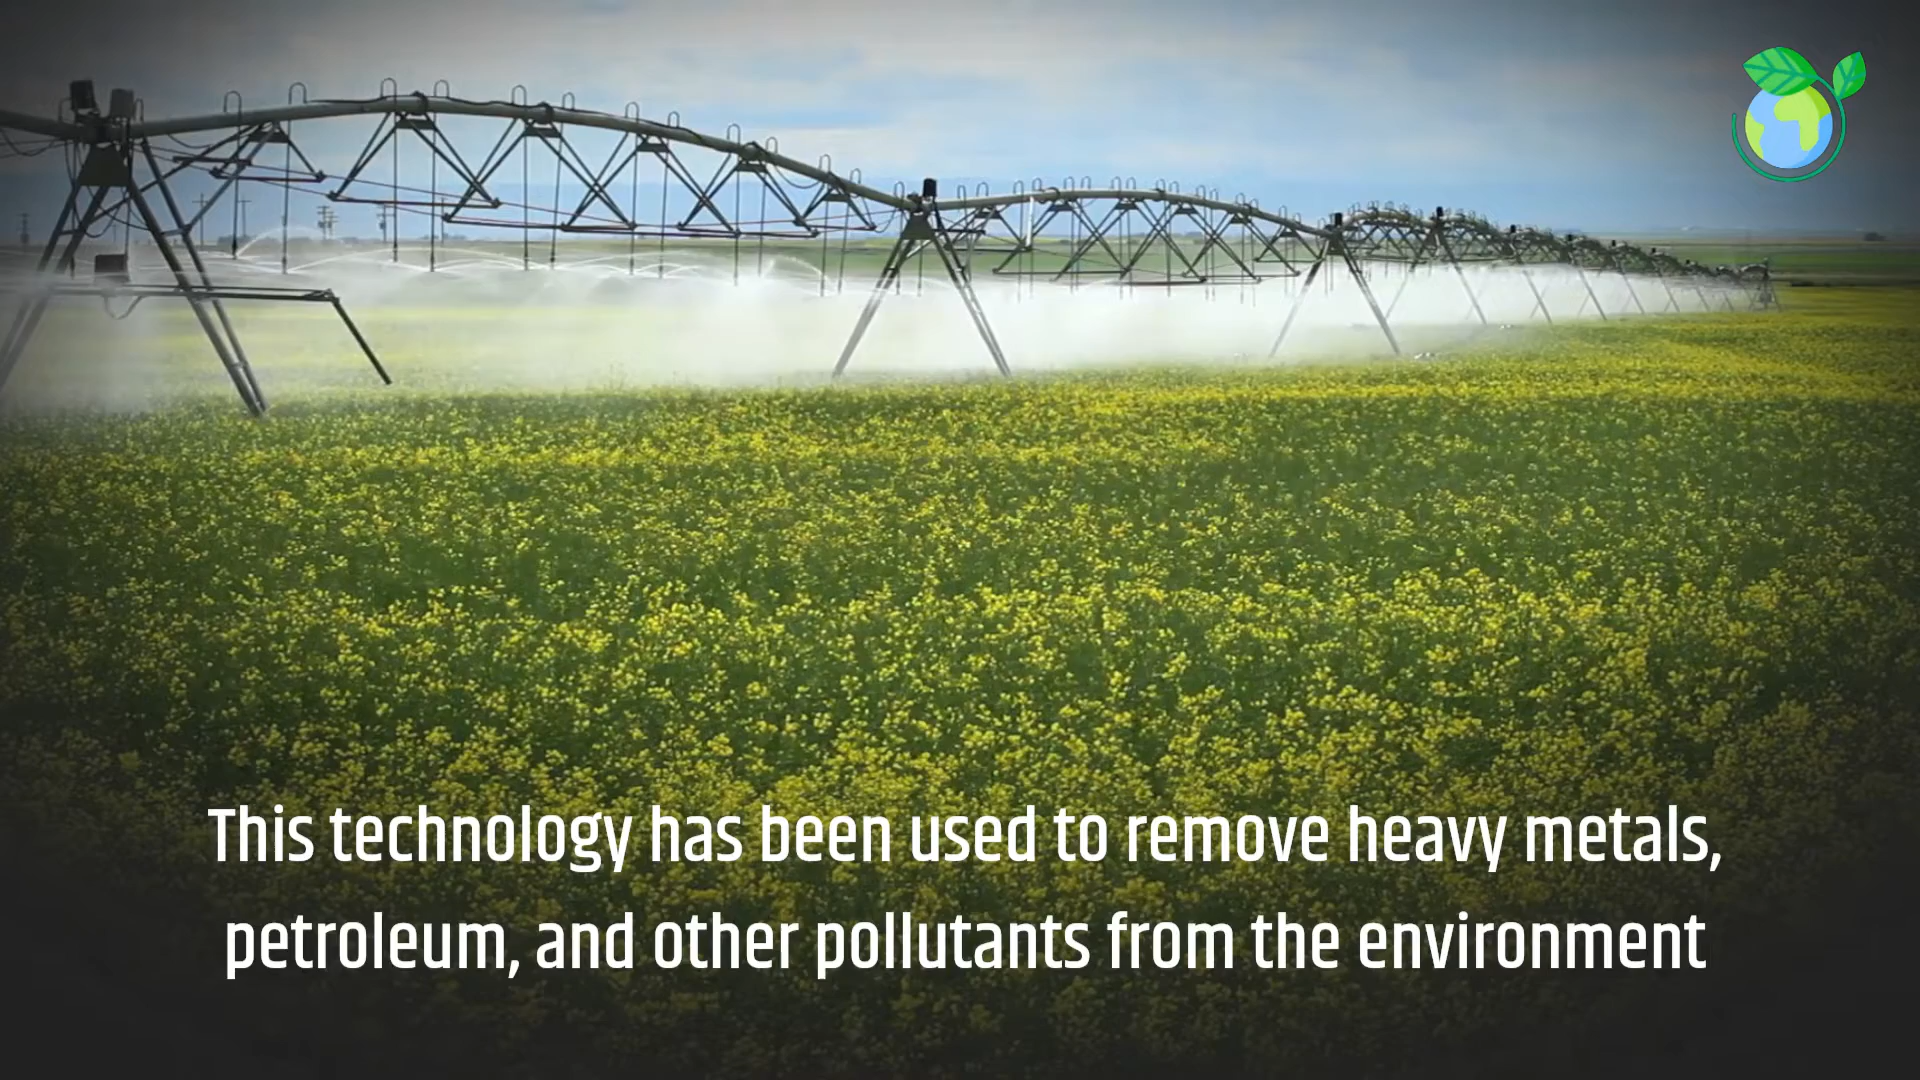 This technology has been used to remove heavy metals,
petroleum, and other pollutants from the environment